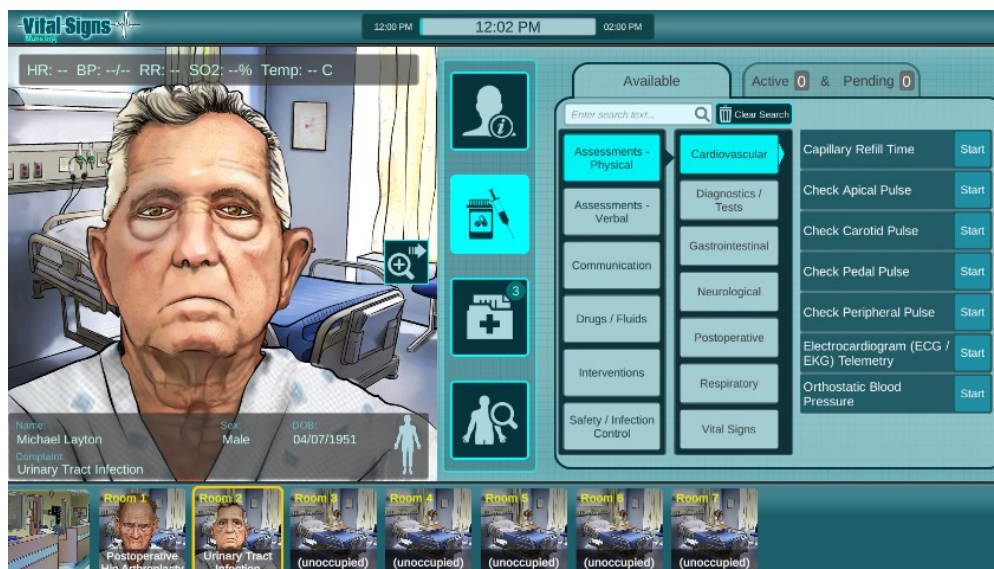 Vital Signs
Nursing
12:00 PM
12:02 PM
02:00 PM
HR: -- BP: --/-- RR: -- SO2: --% Temp: -- C
Available
Active 0 & Pending 0
Enter search text...
Clear Search
Assessments -
Physical
Assessments -
Verbal
Communication
Drugs / Fluids
Interventions
Safety / Infection
Control
Cardiovascular
Diagnostics /
Tests
Gastrointestinal
Neurological
Postoperative
Respiratory
Vital Signs
Capillary Refill Time Start
Check Apical Pulse Start
Check Carotid Pulse Start
Check Pedal Pulse Start
Check Peripheral Pulse Start
Electrocardiogram (ECG /
EKG) Telemetry Start
Orthostatic Blood
Pressure Start
3
Name: Sex: DOB:
Michael Layton Male 04/07/1951
Complaint:
Urinary Tract Infection
Room 1
Postoperative
Hip Arthroplasty
Room 2
Urinary Tract
Infection
Room 3
(unoccupied)
Room 4
(unoccupied)
Room 5
(unoccupied)
Room 6
(unoccupied)
Room 7
(unoccupied)